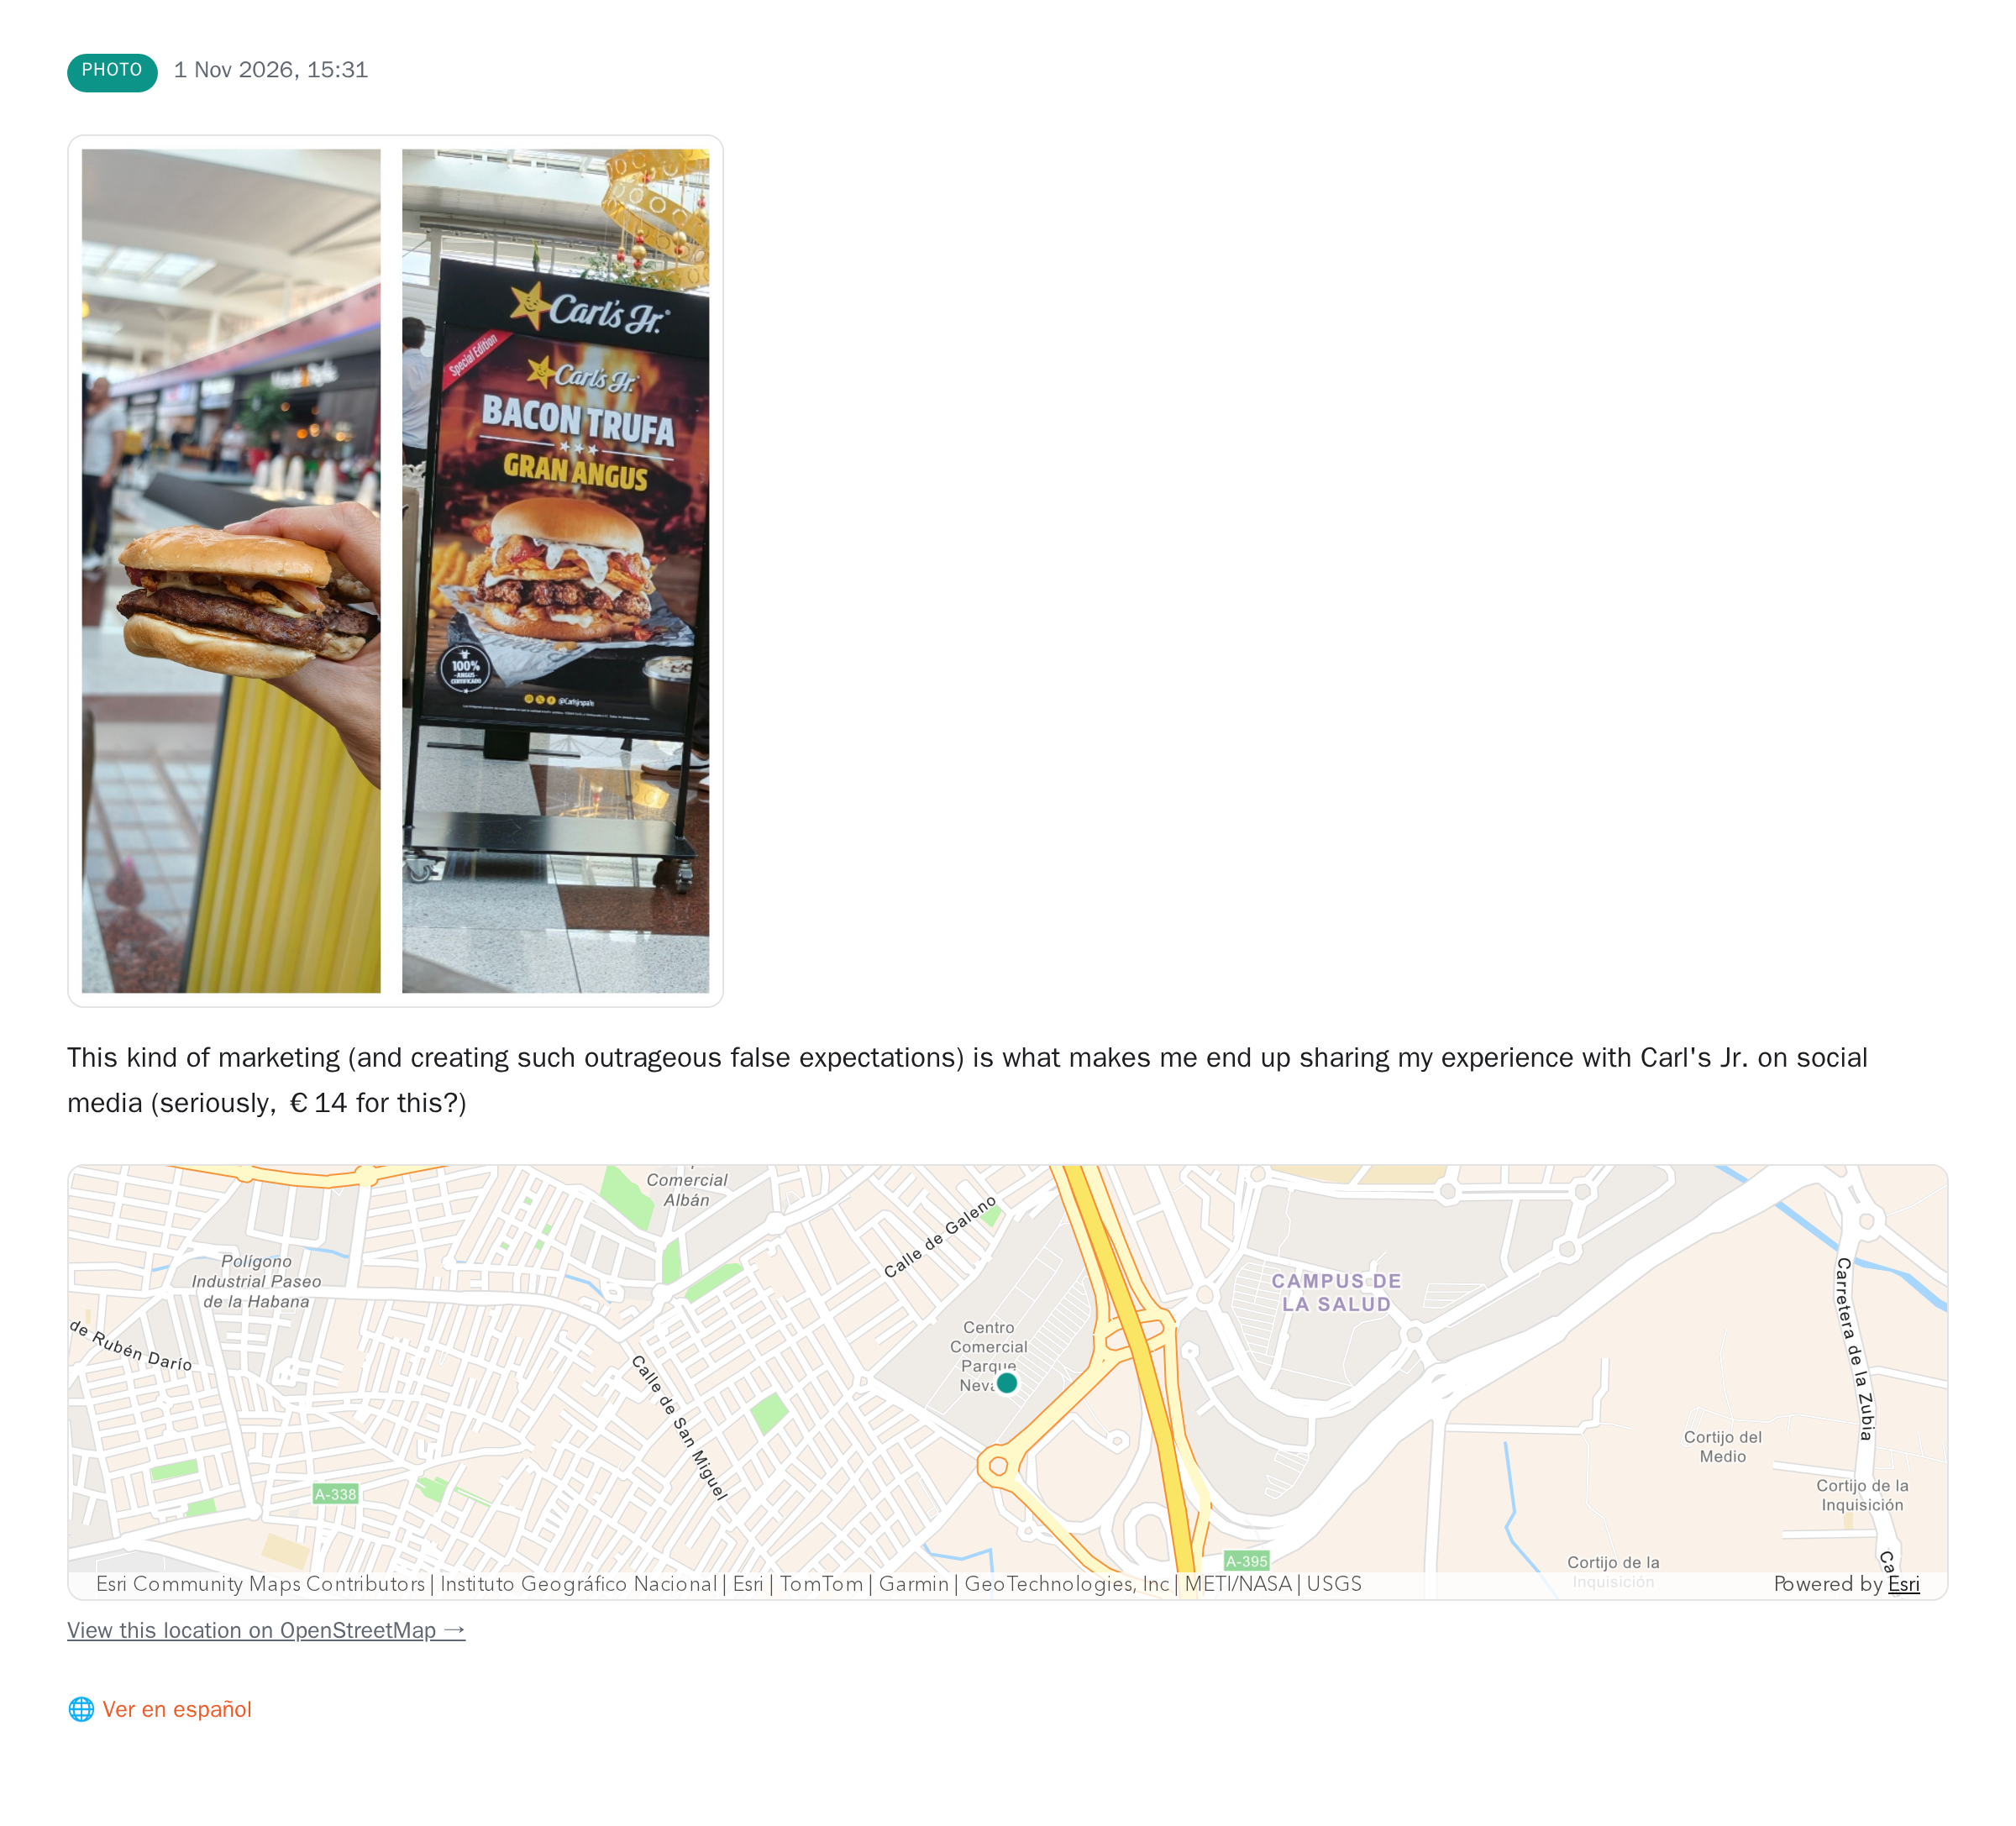 PHOTO
1 Nov 2026, 15:31
Carl's Jr.
Special Edition
Carl's Jr.
BACON TRUFA
GRAN ANGUS
100%
ANGUS
CERTIFICADO
@Carlsjrspain
This kind of marketing (and creating such outrageous false expectations) is what makes me end up sharing my experience with Carl's Jr. on social
media (seriously, €14 for this?)
Comercial
Albán
Calle de Galeno
Polígono
Industrial Paseo
de la Habana
de Rubén Darío
CAMPUS DE
LA SALUD
Centro
Comercial
Parque
Calle de San Miguel
Carretera de la Zubia
Cortijo del
Medio
Cortijo de la
Inquisición
A-338
A-395
Cortijo de la
Inquisición
Ca
Esri Community Maps Contributors | Instituto Geográfico Nacional | Esri | TomTom | Garmin | GeoTechnologies, Inc | METI/NASA | USGS
Powered by Esri
View this location on OpenStreetMap →
Ver en español